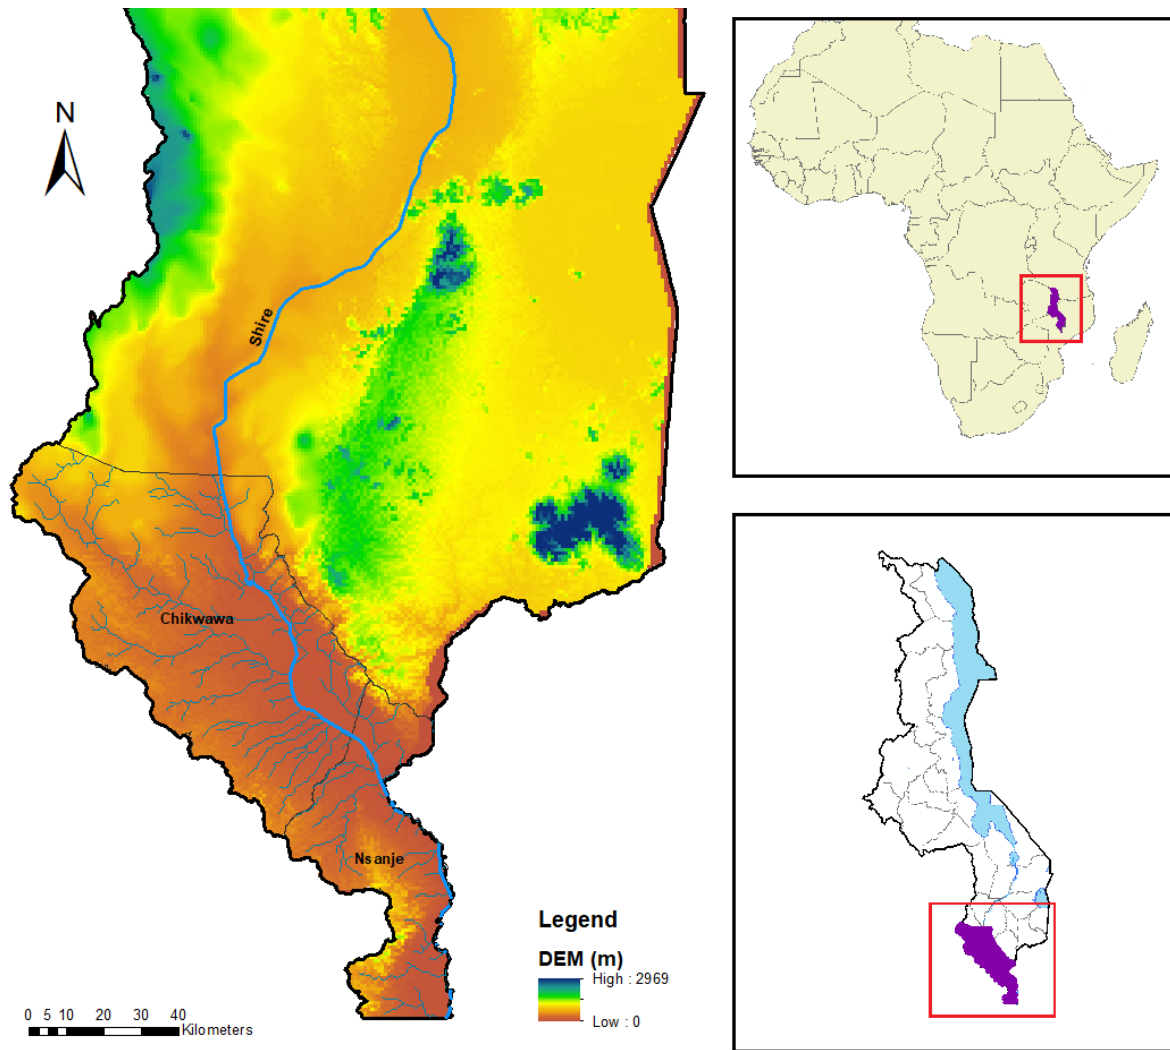 N
Shire
Chikwawa
Nsanje
Legend
DEM (m)
High : 2969
Low : 0
0 5 10 20 30 40
Kilometers